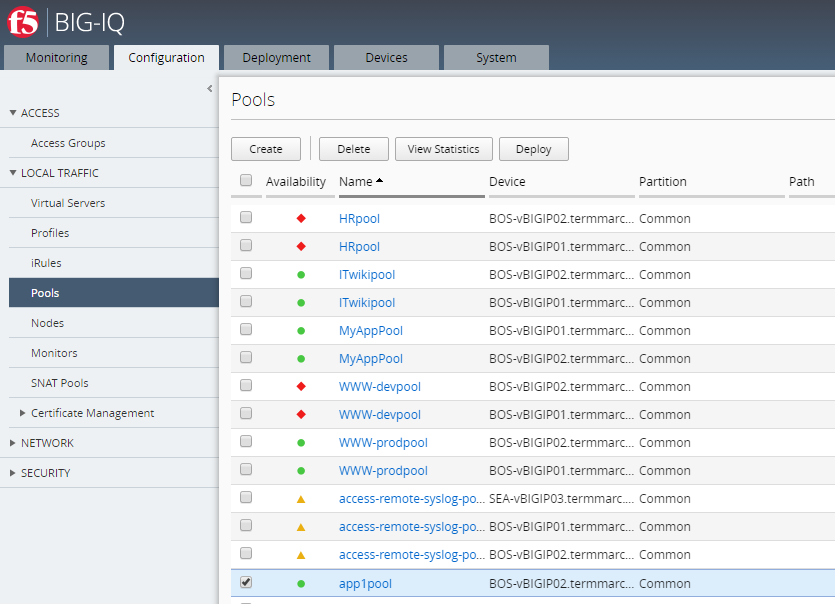 f5 BIG-IQ
Monitoring Configuration Deployment Devices System
ACCESS
Access Groups
LOCAL TRAFFIC
Virtual Servers
Profiles
iRules
Pools
Nodes
Monitors
SNAT Pools
Certificate Management
NETWORK
SECURITY
Pools
Create Delete View Statistics Deploy
Availability Name Device Partition Path
HRpool BOS-vBIGIP02.termmarc... Common
HRpool BOS-vBIGIP01.termmarc... Common
ITwikipool BOS-vBIGIP02.termmarc... Common
ITwikipool BOS-vBIGIP01.termmarc... Common
MyAppPool BOS-vBIGIP01.termmarc... Common
MyAppPool BOS-vBIGIP02.termmarc... Common
WWW-devpool BOS-vBIGIP02.termmarc... Common
WWW-devpool BOS-vBIGIP01.termmarc... Common
WWW-prodpool BOS-vBIGIP02.termmarc... Common
WWW-prodpool BOS-vBIGIP01.termmarc... Common
access-remote-syslog-po... SEA-vBIGIP03.termmarc.... Common
access-remote-syslog-po... BOS-vBIGIP01.termmarc... Common
access-remote-syslog-po... BOS-vBIGIP02.termmarc... Common
app1pool BOS-vBIGIP02.termmarc... Common